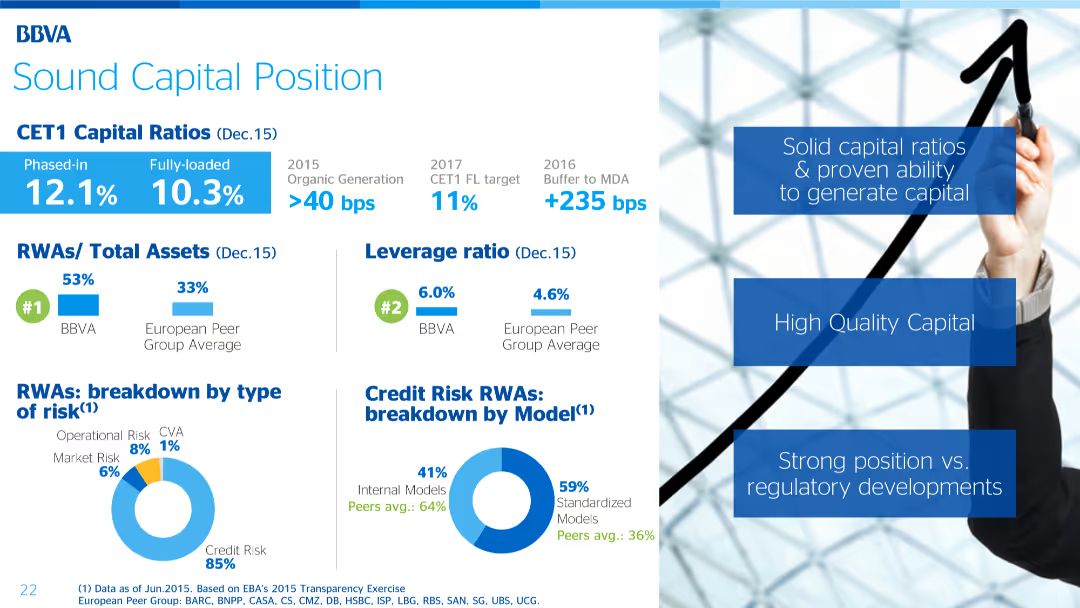 BBVA
Sound Capital Position
CET1 Capital Ratios (Dec.15)
Phased-in
12.1%
Fully-loaded
10.3%
2015
Organic Generation
>40 bps
2017
CET1 FL target
11%
2016
Buffer to MDA
+235 bps
RWAs/ Total Assets (Dec.15)
#1
53%
BBVA
33%
European Peer
Group Average
Leverage ratio (Dec.15)
#2
6.0%
BBVA
4.6%
European Peer
Group Average
RWAs: breakdown by type
of risk(1)
Operational Risk
8%
CVA
1%
Market Risk
6%
Credit Risk
85%
Credit Risk RWAs:
breakdown by Model(1)
41%
Internal Models
Peers avg.: 64%
59%
Standardized
Models
Peers avg.: 36%
Solid capital ratios
& proven ability
to generate capital
High Quality Capital
Strong position vs.
regulatory developments
22
(1) Data as of Jun.2015. Based on EBA's 2015 Transparency Exercise
European Peer Group: BARC, BNPP, CASA, CS, CMZ, DB, HSBC, ISP, LBG, RBS, SAN, SG, UBS, UCG.